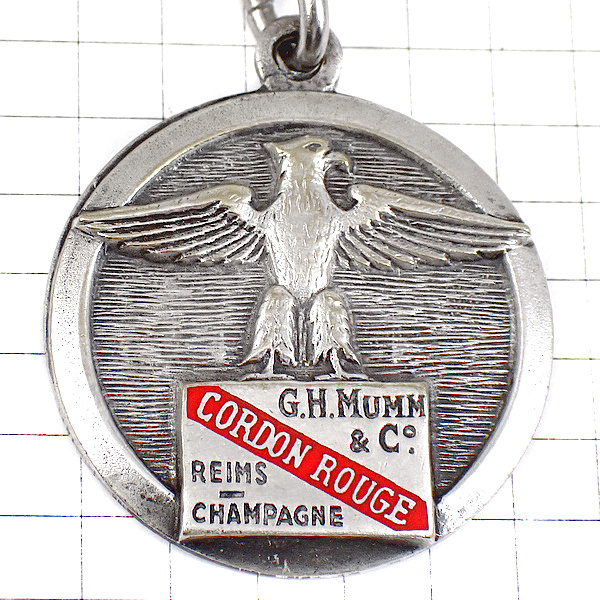 G.H. MUMM
& Cº.
CORDON ROUGE
REIMS
–
CHAMPAGNE